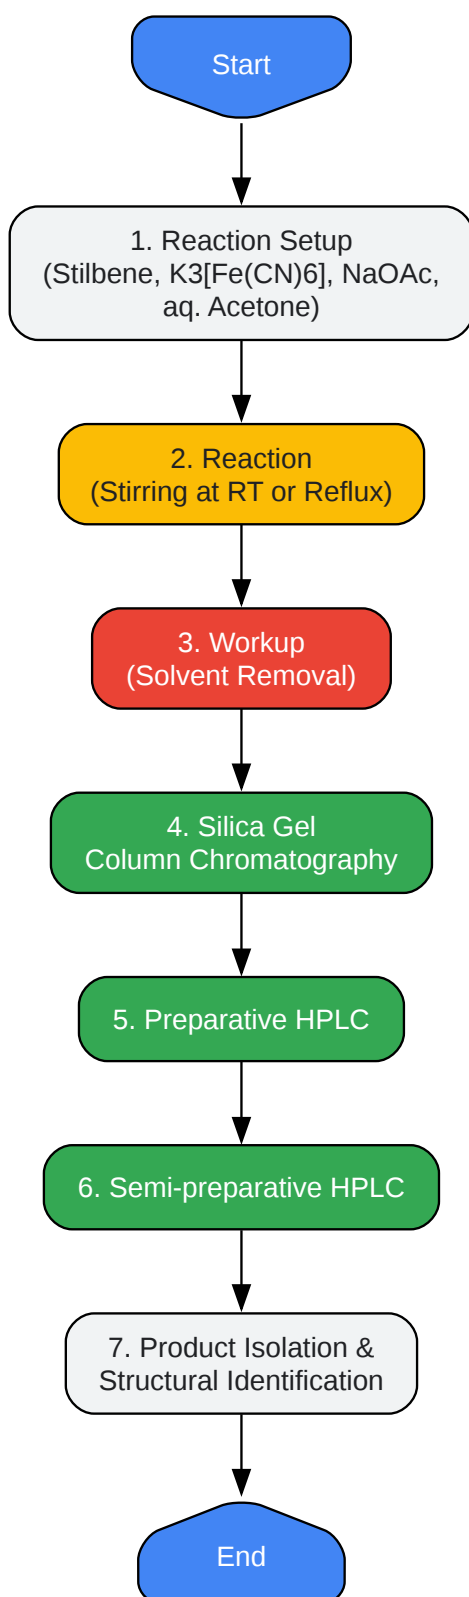 Start
1. Reaction Setup
(Stilbene, K3[Fe(CN)6], NaOAc,
aq. Acetone)
2. Reaction
(Stirring at RT or Reflux)
3. Workup
(Solvent Removal)
4. Silica Gel
Column Chromatography
5. Preparative HPLC
6. Semi-preparative HPLC
7. Product Isolation &
Structural Identification
End